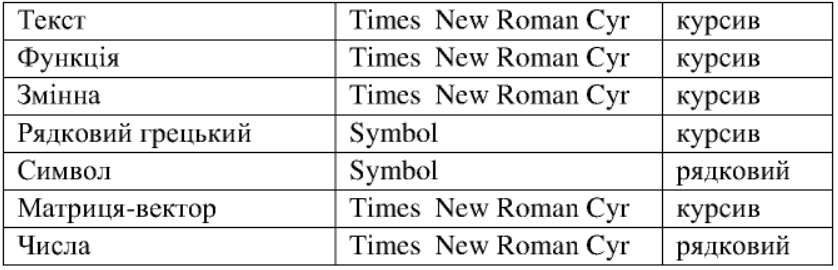 Текст Times New Roman Cyr курсив
Функція Times New Roman Cyr курсив
Змінна Times New Roman Cyr курсив
Рядковий грецький Symbol курсив
Символ Symbol рядковий
Матриця-вектор Times New Roman Cyr курсив
Числа Times New Roman Cyr рядковий